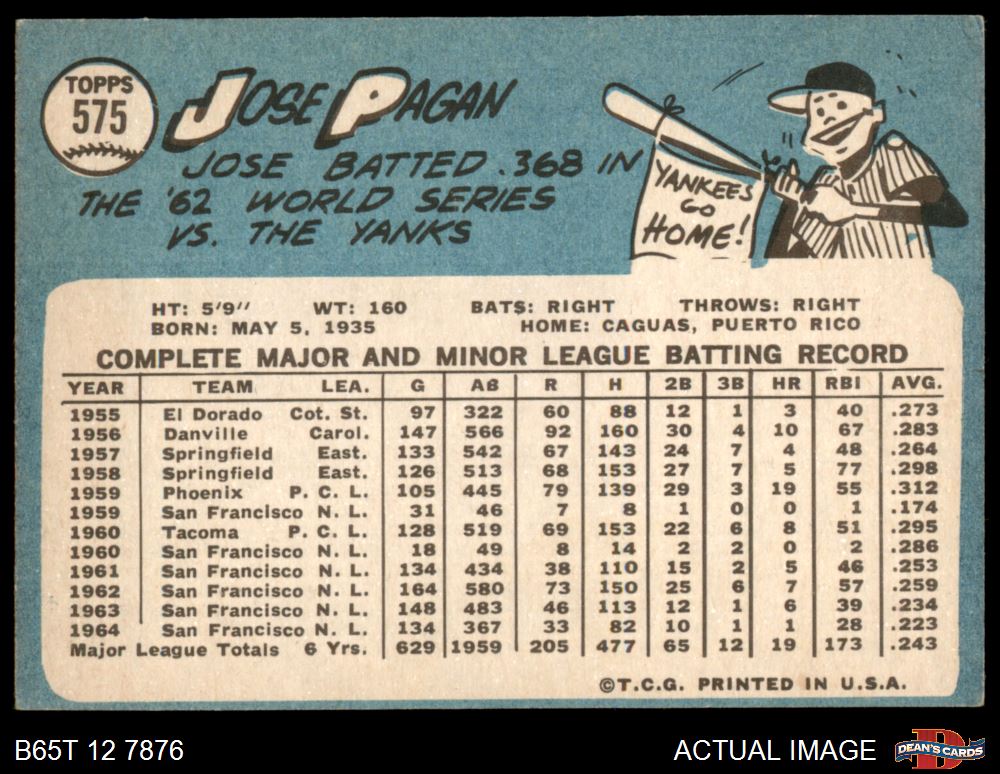 TOPPS
575
JOSE PAGAN
JOSE BATTED .368 IN
THE '62 WORLD SERIES
VS. THE YANKS
YANKEES
GO
HOME!
HT: 5'9" WT: 160 BATS: RIGHT THROWS: RIGHT
BORN: MAY 5, 1935 HOME: CAGUAS, PUERTO RICO
COMPLETE MAJOR AND MINOR LEAGUE BATTING RECORD
YEAR TEAM LEA. G AB R H 2B 3B HR RBI AVG.
1955 El Dorado Cot. St. 97 322 60 88 12 1 3 40 .273
1956 Danville Carol. 147 566 92 160 30 4 10 67 .283
1957 Springfield East. 133 542 67 143 24 7 4 48 .264
1958 Springfield East. 126 513 68 153 27 7 5 77 .298
1959 Phoenix P. C. L. 105 445 79 139 29 3 19 55 .312
1959 San Francisco N. L. 31 46 7 8 1 0 0 1 .174
1960 Tacoma P. C. L. 128 519 69 153 22 6 8 51 .295
1960 San Francisco N. L. 18 49 8 14 2 2 0 2 .286
1961 San Francisco N. L. 134 434 38 110 15 2 5 46 .253
1962 San Francisco N. L. 164 580 73 150 25 6 7 57 .259
1963 San Francisco N. L. 148 483 46 113 12 1 6 39 .234
1964 San Francisco N. L. 134 367 33 82 10 1 1 28 .223
Major League Totals 6 Yrs. 629 1959 205 477 65 12 19 173 .243
©T.C.G. PRINTED IN U.S.A.
B65T 12 7876 ACTUAL IMAGE DEAN'S CARDS